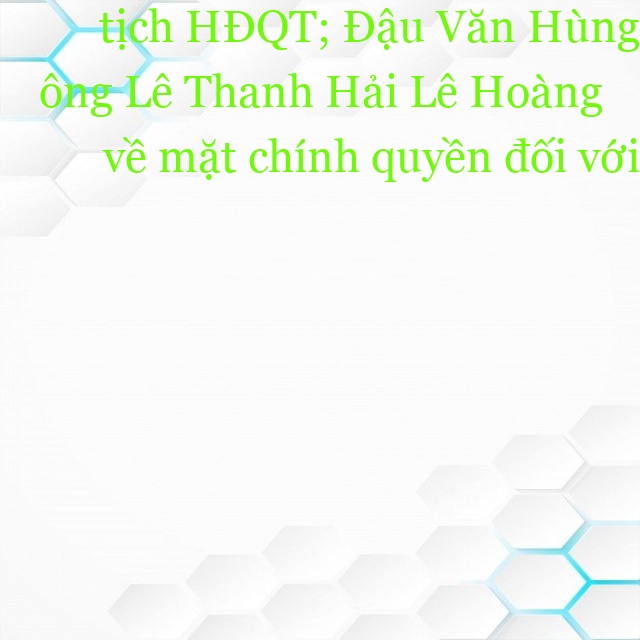 tịch HĐQT; Đậu Văn Hùng
ông Lê Thanh Hải Lê Hoàng
về mặt chính quyền đối với